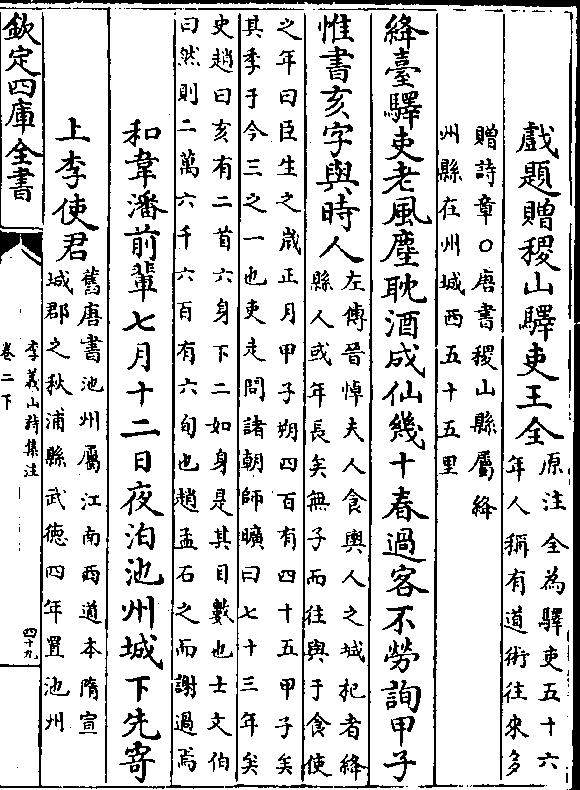 戲題贈稷山驛吏王全原注全為驛吏五十六
年人稱有道術往來多
贈詩章○唐書稷山縣屬絳
州縣在州城西五十五里
絳臺驛吏老風塵耽酒成仙幾十春過客不勞詢甲子
惟書亥字與時人左傳晉悼夫人食輿人之城杞者絳
縣人或年長矣無子而往與于食使
之年曰臣生之歲正月甲子朔四百有四十五甲子矣
其季于今三之一也吏走問諸朝師曠曰七十三年矣
史趙曰亥有二首六身下二如身是其日數也士文伯
曰然則二萬六千六百有六旬也趙孟召之而謝過焉
和韋潘前輩七月十二日夜泊池州城下先寄
上李使君舊唐書池州屬江南西道本隋宣
城郡之秋浦縣武德四年置池州
欽定四庫全書
李義山詩集注
卷二下
四十九